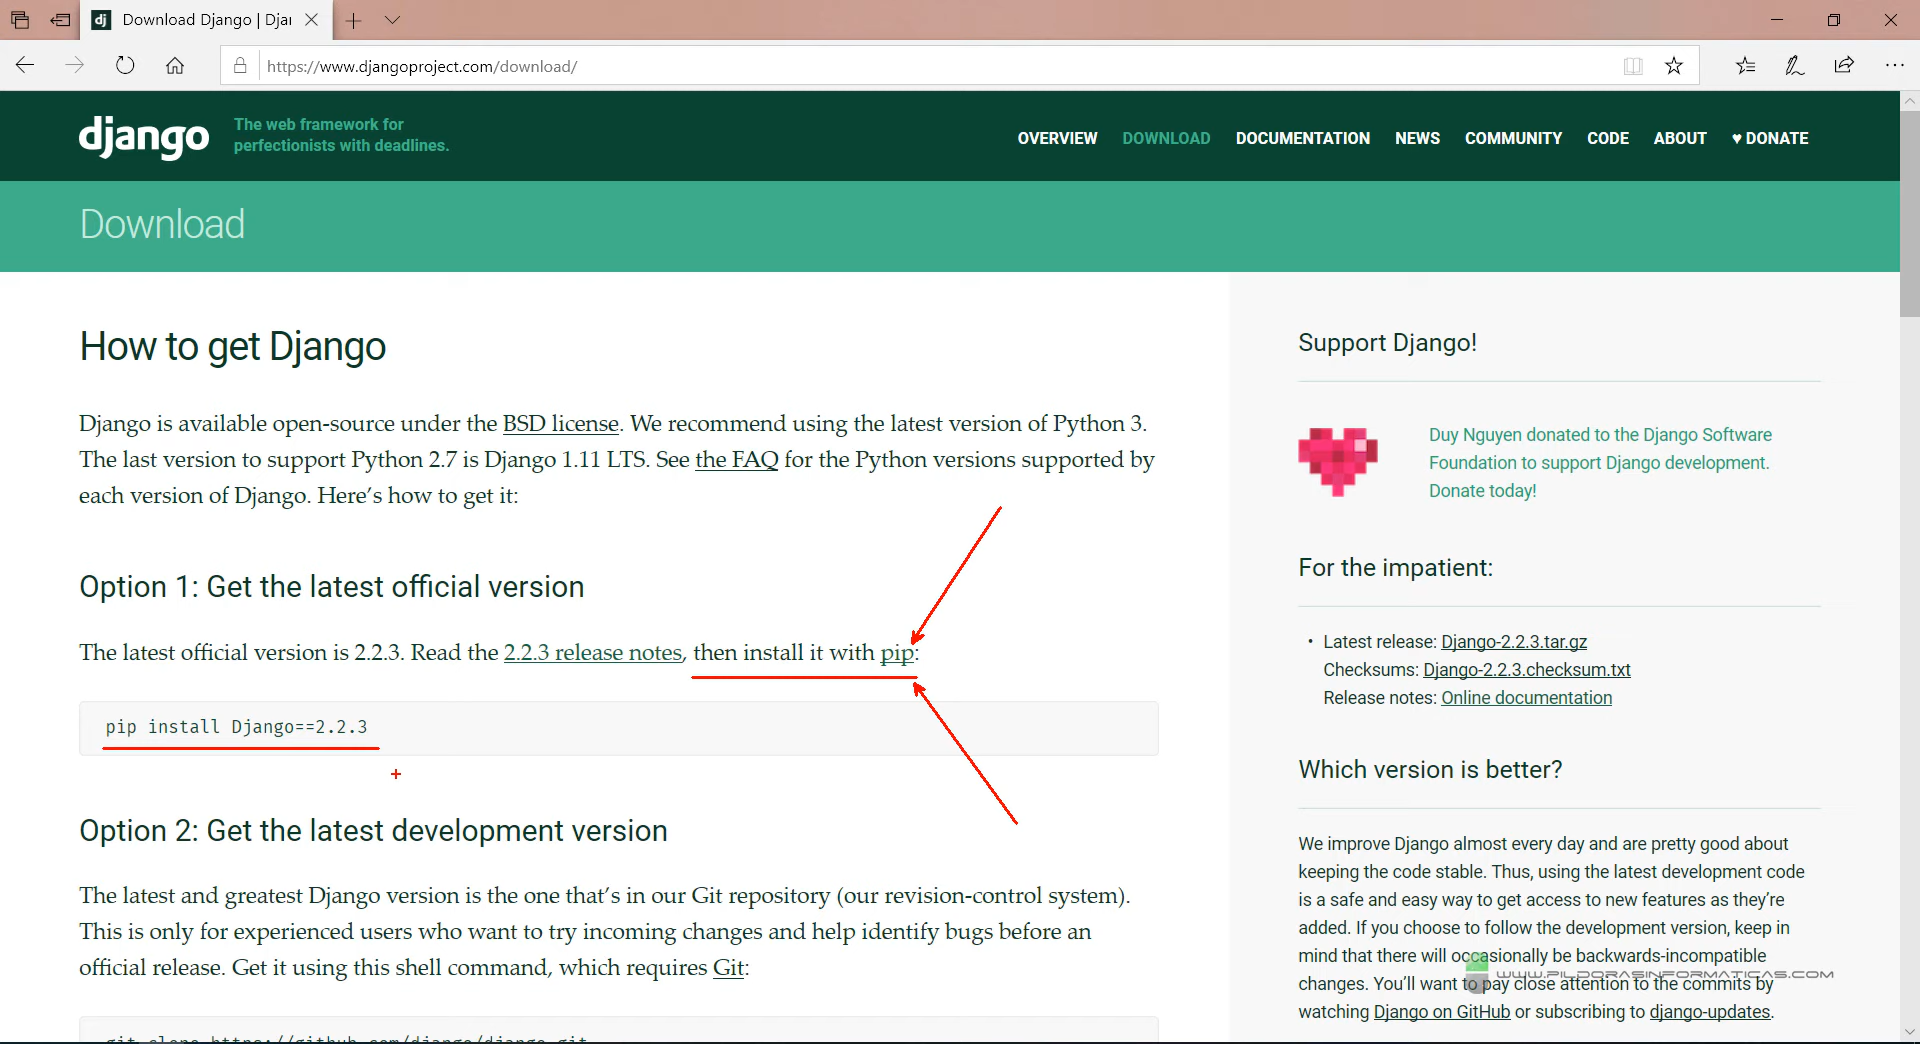 Download Django | Djan
https://www.djangoproject.com/download/
django
The web framework for
perfectionists with deadlines.
OVERVIEW DOWNLOAD DOCUMENTATION NEWS COMMUNITY CODE ABOUT ♥ DONATE
Download
How to get Django
Django is available open-source under the BSD license. We recommend using the latest version of Python 3.
The last version to support Python 2.7 is Django 1.11 LTS. See the FAQ for the Python versions supported by
each version of Django. Here’s how to get it:
Option 1: Get the latest official version
The latest official version is 2.2.3. Read the 2.2.3 release notes, then install it with pip:
pip install Django==2.2.3
Option 2: Get the latest development version
The latest and greatest Django version is the one that’s in our Git repository (our revision-control system).
This is only for experienced users who want to try incoming changes and help identify bugs before an
official release. Get it using this shell command, which requires Git:
git clone https://github.com/django/django.git
Support Django!
Duy Nguyen donated to the Django Software
Foundation to support Django development.
Donate today!
For the impatient:
• Latest release: Django-2.2.3.tar.gz
Checksums: Django-2.2.3.checksum.txt
Release notes: Online documentation
Which version is better?
We improve Django almost every day and are pretty good about
keeping the code stable. Thus, using the latest development code
is a safe and easy way to get access to new features as they’re
added. If you choose to follow the development version, keep in
mind that there will occasionally be backwards-incompatible
changes. You’ll want to pay close attention to the commits by
watching Django on GitHub or subscribing to django-updates.
WWW.PILDORASINFORMATICAS.COM